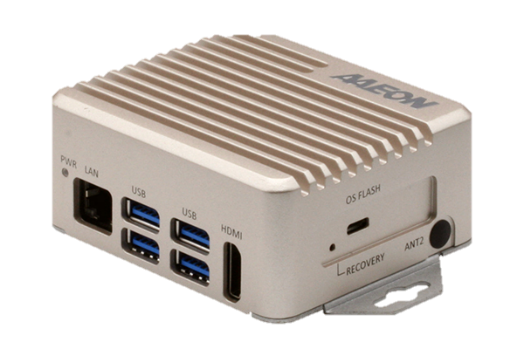 AAEON
PWR LAN
USB
USB
HDMI
OS FLASH
RECOVERY
ANT2